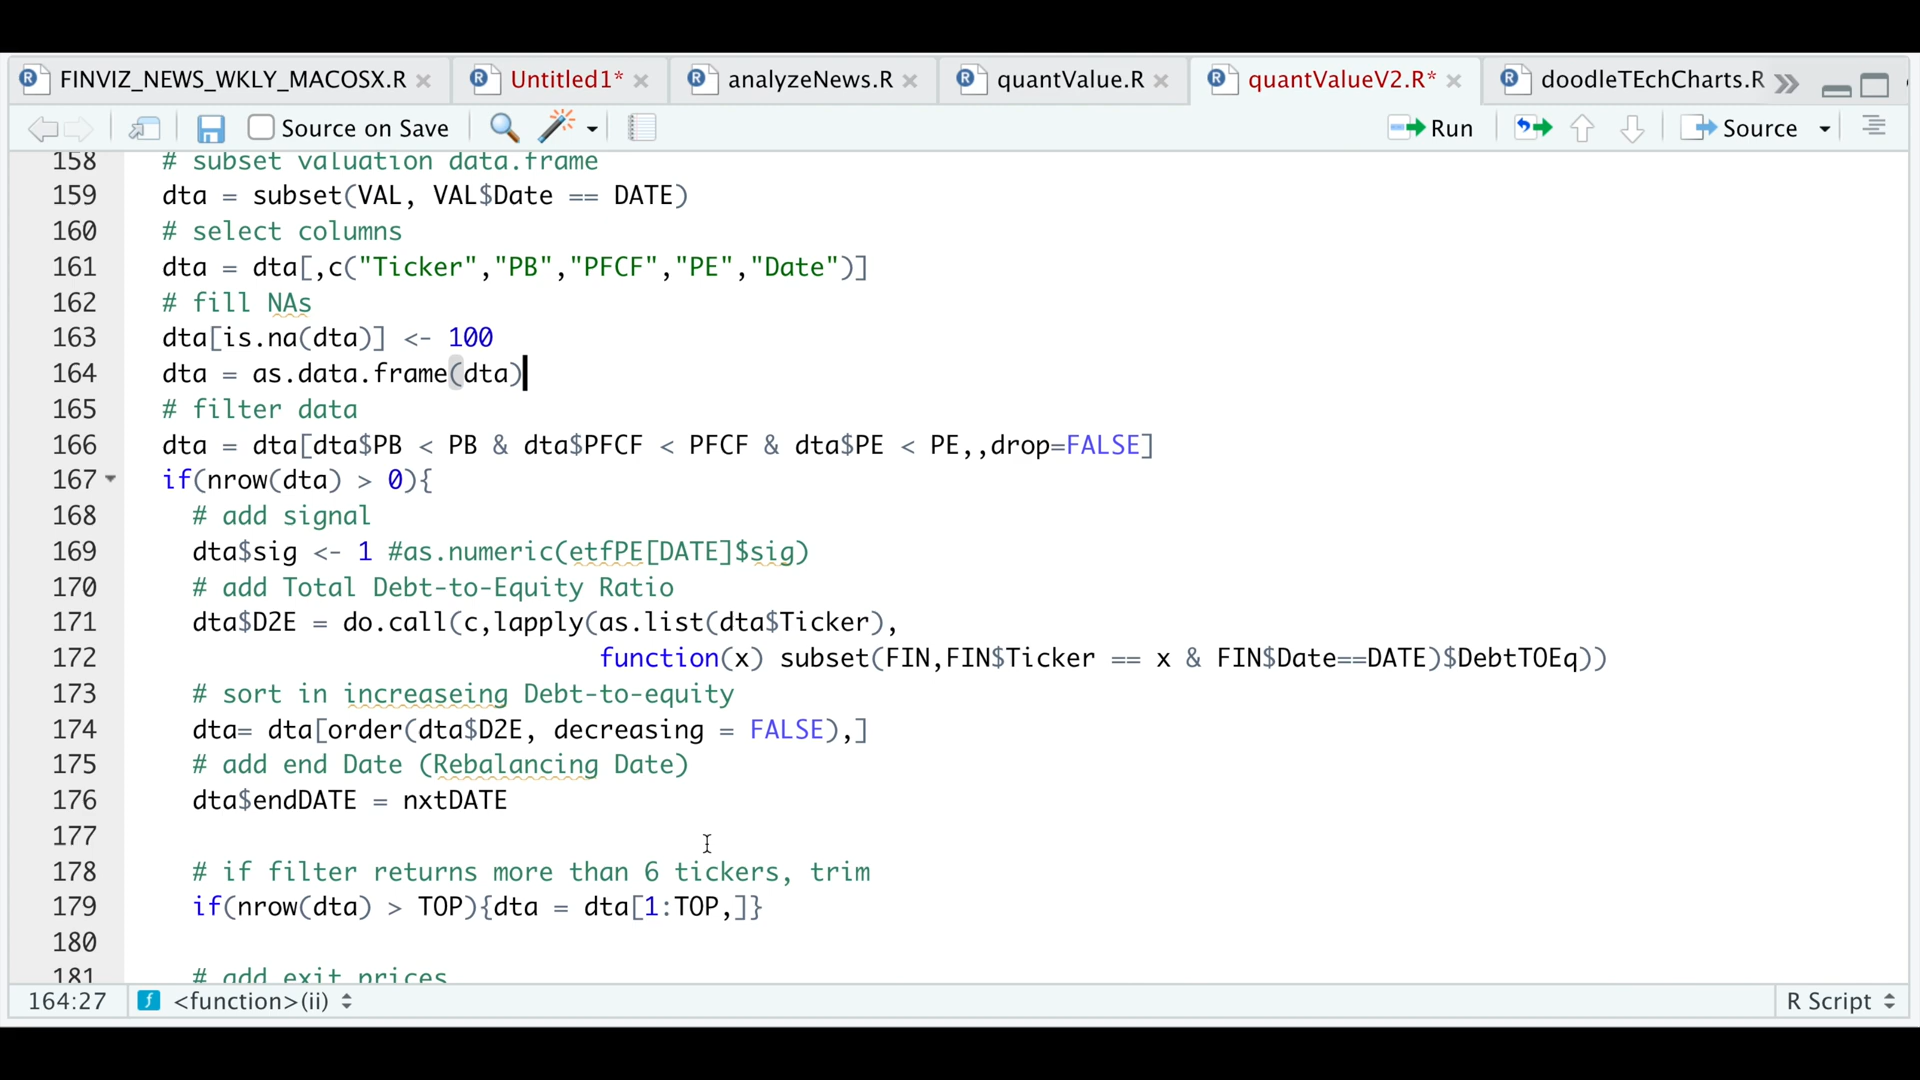 FINVIZ_NEWS_WKLY_MACOSX.R
Untitled1*
analyzeNews.R
quantValue.R
quantValueV2.R*
doodleTEchCharts.R
Source on Save
Run
Source
158 # subset valuation data.frame
159 dta = subset(VAL, VAL$Date == DATE)
160 # select columns
161 dta = dta[,c("Ticker","PB","PFCF","PE","Date")]
162 # fill NAs
163 dta[is.na(dta)] <- 100
164 dta = as.data.frame(dta)
165 # filter data
166 dta = dta[dta$PB < PB & dta$PFCF < PFCF & dta$PE < PE,,drop=FALSE]
167 if(nrow(dta) > 0){
168 # add signal
169 dta$sig <- 1 #as.numeric(etfPE[DATE]$sig)
170 # add Total Debt-to-Equity Ratio
171 dta$D2E = do.call(c,lapply(as.list(dta$Ticker),
172 function(x) subset(FIN,FIN$Ticker == x & FIN$Date==DATE)$DebtTOEq))
173 # sort in increaseing Debt-to-equity
174 dta= dta[order(dta$D2E, decreasing = FALSE),]
175 # add end Date (Rebalancing Date)
176 dta$endDATE = nxtDATE
177
178 # if filter returns more than 6 tickers, trim
179 if(nrow(dta) > TOP){dta = dta[1:TOP,]}
180
181 # add exit prices
164:27
<function>(ii)
R Script